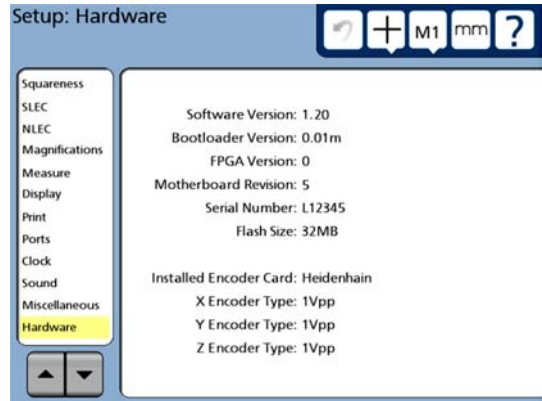 Setup: Hardware
M1
mm
?
Squareness
SLEC
NLEC
Magnifications
Measure
Display
Print
Ports
Clock
Sound
Miscellaneous
Hardware
Software Version: 1.20
Bootloader Version: 0.01m
FPGA Version: 0
Motherboard Revision: 5
Serial Number: L12345
Flash Size: 32MB
Installed Encoder Card: Heidenhain
X Encoder Type: 1Vpp
Y Encoder Type: 1Vpp
Z Encoder Type: 1Vpp